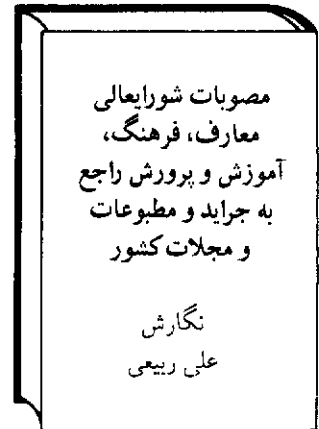 مصوبات شورایعالی
معارف، فرهنگ،
آموزش و پرورش راجع
به جراید و مطبوعات
و مجلات کشور
نگارش
علی ربیعی